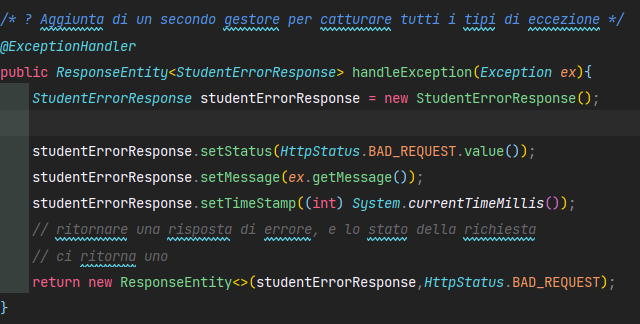 /* ? Aggiunta di un secondo gestore per catturare tutti i tipi di eccezione */
@ExceptionHandler
public ResponseEntity<StudentErrorResponse> handleException(Exception ex){
StudentErrorResponse studentErrorResponse = new StudentErrorResponse();
studentErrorResponse.setStatus(HttpStatus.BAD_REQUEST.value());
studentErrorResponse.setMessage(ex.getMessage());
studentErrorResponse.setTimeStamp((int) System.currentTimeMillis());
// ritornare una risposta di errore, e lo stato della richiesta
// ci ritorna uno
return new ResponseEntity<>(studentErrorResponse,HttpStatus.BAD_REQUEST);
}